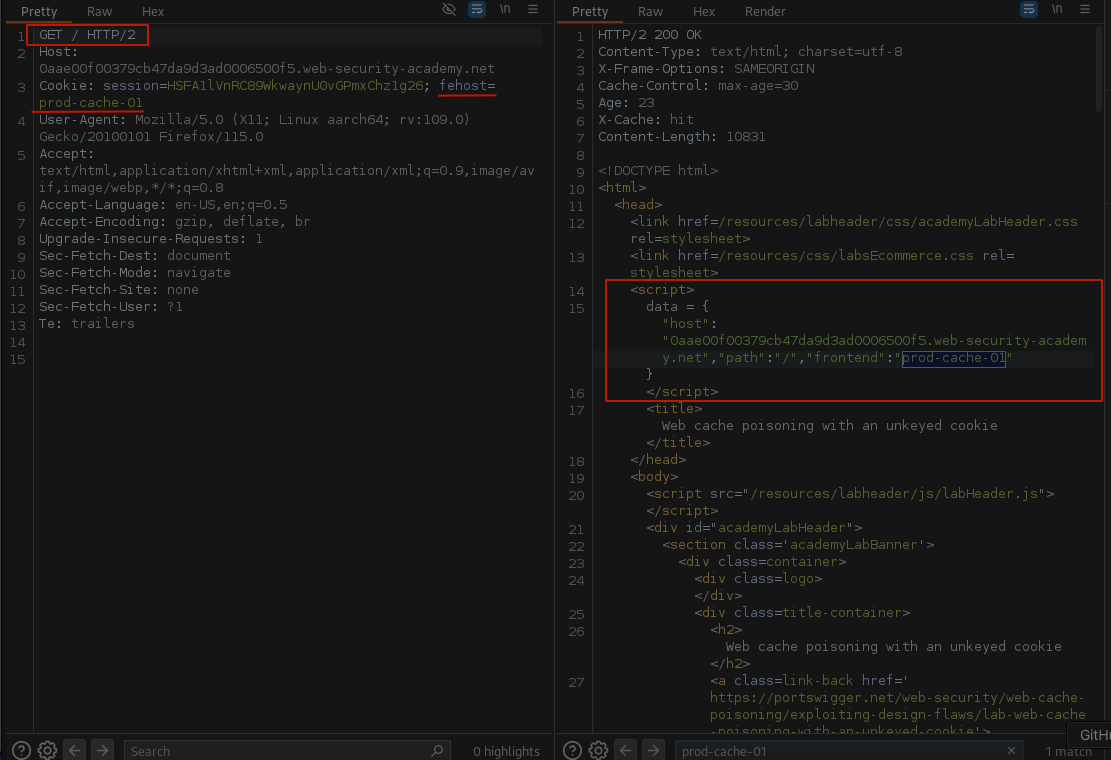 Pretty Raw Hex \n
1 GET / HTTP/2
2 Host:
0aae00f00379cb47da9d3ad0006500f5.web-security-academy.net
3 Cookie: session=HSFA1lVnRC89WkwaynUOvGPmxChz1g26; fehost=
prod-cache-01
4 User-Agent: Mozilla/5.0 (X11; Linux aarch64; rv:109.0)
Gecko/20100101 Firefox/115.0
5 Accept:
text/html,application/xhtml+xml,application/xml;q=0.9,image/av
if,image/webp,*/*;q=0.8
6 Accept-Language: en-US,en;q=0.5
7 Accept-Encoding: gzip, deflate, br
8 Upgrade-Insecure-Requests: 1
9 Sec-Fetch-Dest: document
10 Sec-Fetch-Mode: navigate
11 Sec-Fetch-Site: none
12 Sec-Fetch-User: ?1
13 Te: trailers
14
15
Search 0 highlights
Pretty Raw Hex Render \n
1 HTTP/2 200 OK
2 Content-Type: text/html; charset=utf-8
3 X-Frame-Options: SAMEORIGIN
4 Cache-Control: max-age=30
5 Age: 23
6 X-Cache: hit
7 Content-Length: 10831
8
9 <!DOCTYPE html>
10 <html>
11 <head>
12 <link href=/resources/labheader/css/academyLabHeader.css
rel=stylesheet>
13 <link href=/resources/css/labsEcommerce.css rel=
stylesheet>
14 <script>
15 data = {
"host":
"0aae00f00379cb47da9d3ad0006500f5.web-security-academ
y.net","path":"/","frontend":"prod-cache-01"
}
16 </script>
17 <title>
Web cache poisoning with an unkeyed cookie
</title>
18 </head>
19 <body>
20 <script src="/resources/labheader/js/labHeader.js">
</script>
21 <div id="academyLabHeader">
22 <section class='academyLabBanner'>
23 <div class=container>
24 <div class=logo>
</div>
25 <div class=title-container>
26 <h2>
Web cache poisoning with an unkeyed cookie
</h2>
27 <a class=link-back href='
https://portswigger.net/web-security/web-cache-
poisoning/exploiting-design-flaws/lab-web-cache
-poisoning-with-an-unkeyed-cookie'>
prod-cache-01 1 match
GitHu